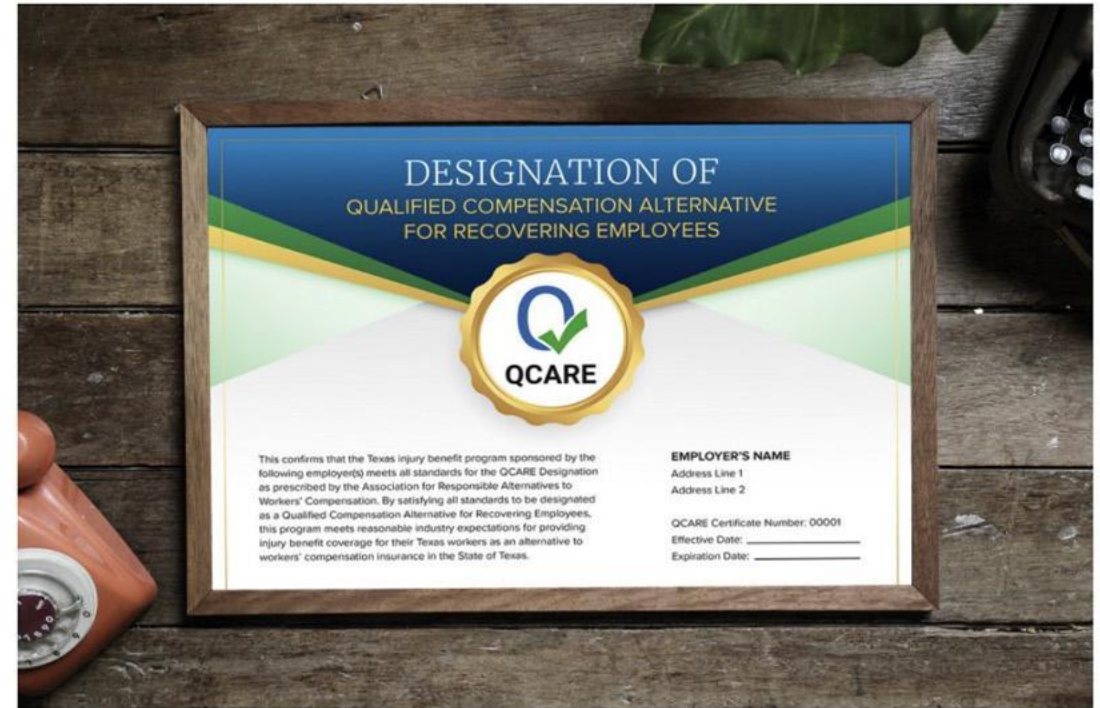 DESIGNATION OF
QUALIFIED COMPENSATION ALTERNATIVE
FOR RECOVERING EMPLOYEES
QCARE
This confirms that the Texas injury benefit program sponsored by the
following employer(s) meets all standards for the QCARE Designation
as prescribed by the Association for Responsible Alternatives to
Workers' Compensation. By satisfying all standards to be designated
as a Qualified Compensation Alternative for Recovering Employees,
this program meets reasonable industry expectations for providing
injury benefit coverage for their Texas workers as an alternative to
workers' compensation insurance in the State of Texas.
EMPLOYER'S NAME
Address Line 1
Address Line 2
QCARE Certificate Number: 00001
Effective Date:
Expiration Date: